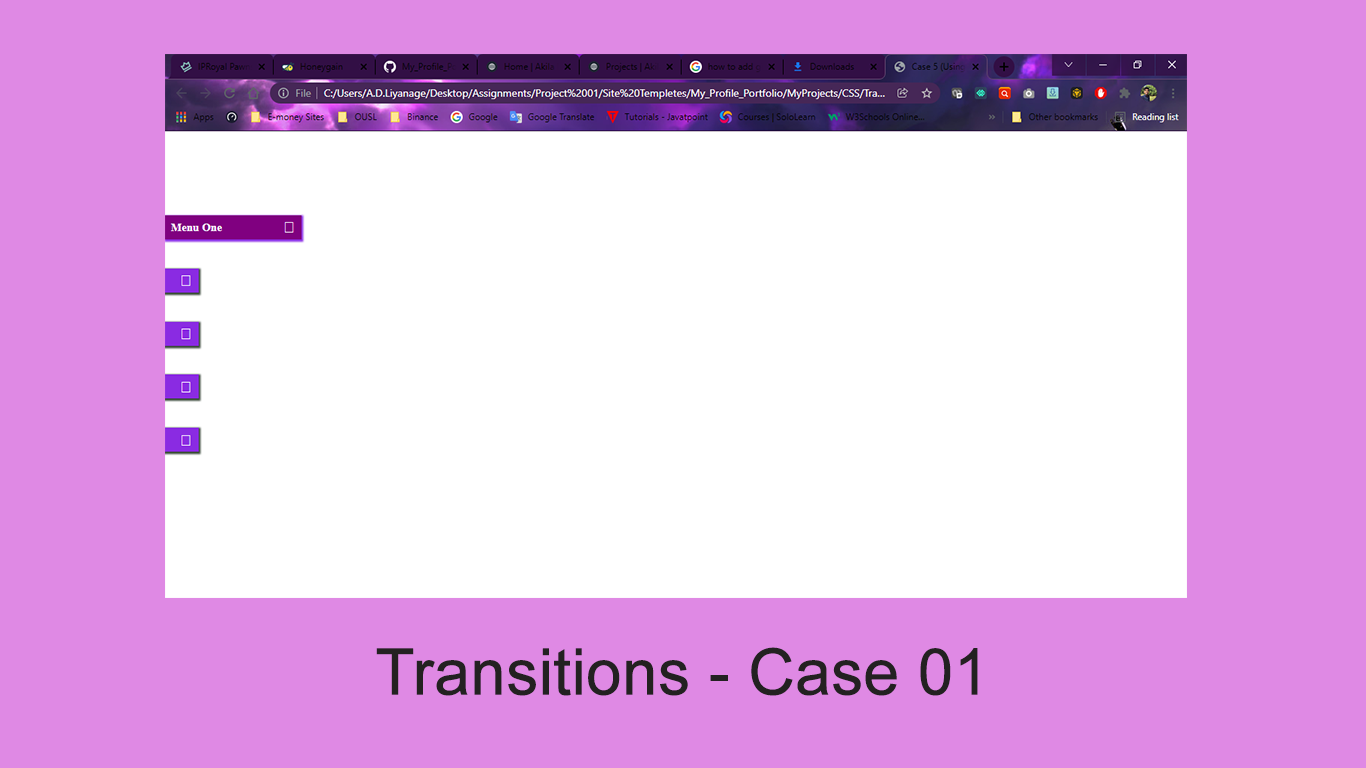 IPRoyal Paw
Honeygain
My_Profile_P
Home | Akila
Projects | Ak
how to add
Downloads
Case 5 (Using
File
C:/Users/A.D.Liyanage/Desktop/Assignments/Project%2001/Site%20Templetes/My_Profile_Portfolio/MyProjects/CSS/Tra...
Apps
E-money Sites
OUSL
Binance
Google
Google Translate
Tutorials - Javatpoint
Courses | SoloLearn
W3Schools Online...
»
Other bookmarks
Reading list
Menu One
Transitions - Case 01